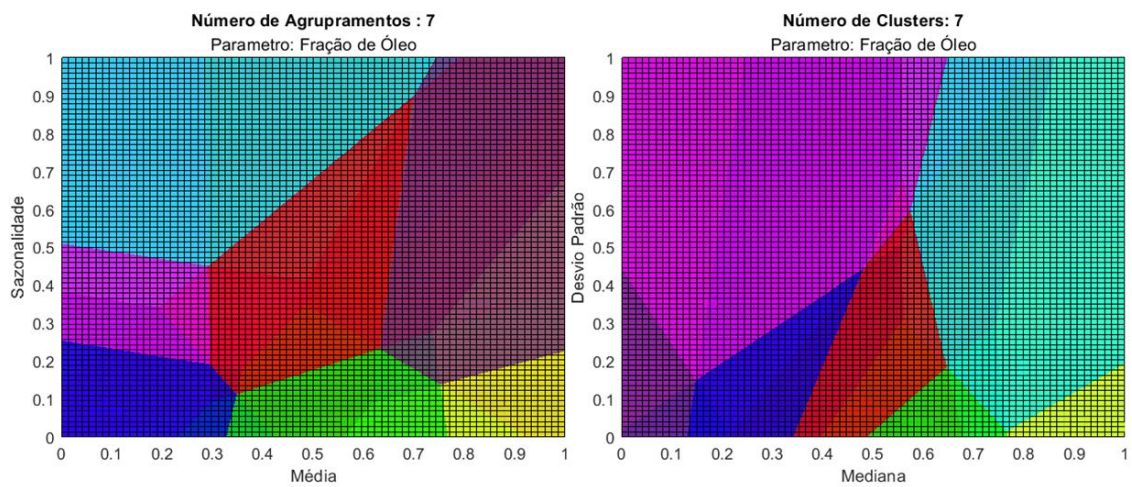 Número de Agrupramentos : 7
Parametro: Fração de Óleo
1
0.9
0.8
0.7
0.6
0.5
0.4
0.3
0.2
0.1
0
Sazonalidade
0 0.1 0.2 0.3 0.4 0.5 0.6 0.7 0.8 0.9 1
Média
Número de Clusters: 7
Parametro: Fração de Óleo
1
0.9
0.8
0.7
0.6
0.5
0.4
0.3
0.2
0.1
0
Desvio Padrão
0 0.1 0.2 0.3 0.4 0.5 0.6 0.7 0.8 0.9 1
Mediana